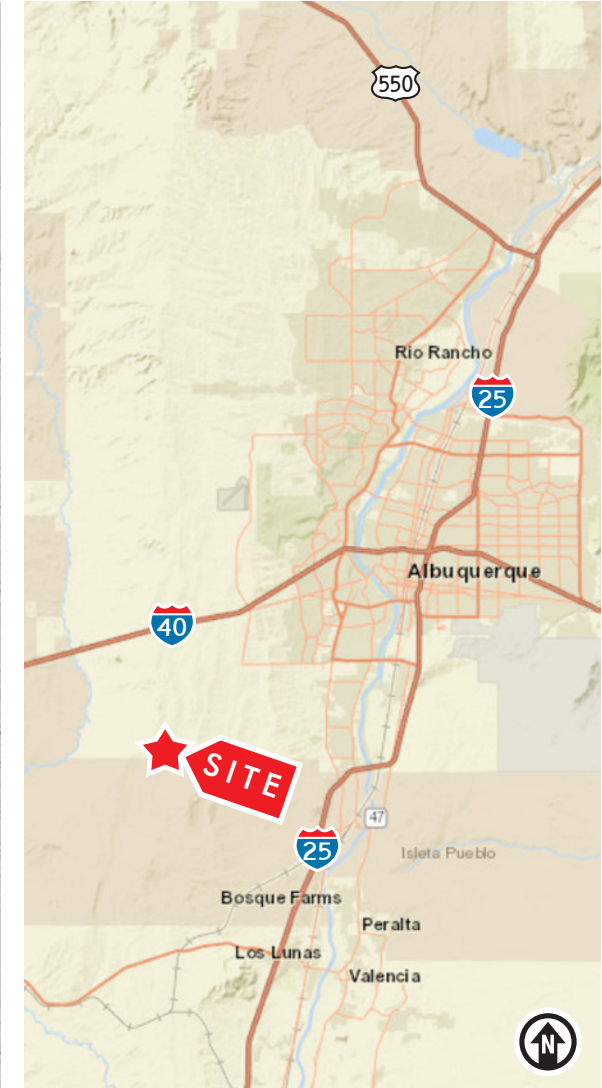 550
Rio Rancho
25
Albuquerque
40
SITE
47
25
Isleta Pueblo
Bosque Farms
Peralta
Los Lunas
Valencia
N